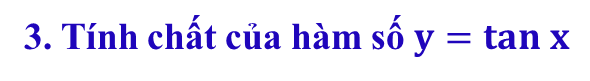 3. Tính chất của hàm số y = tan x